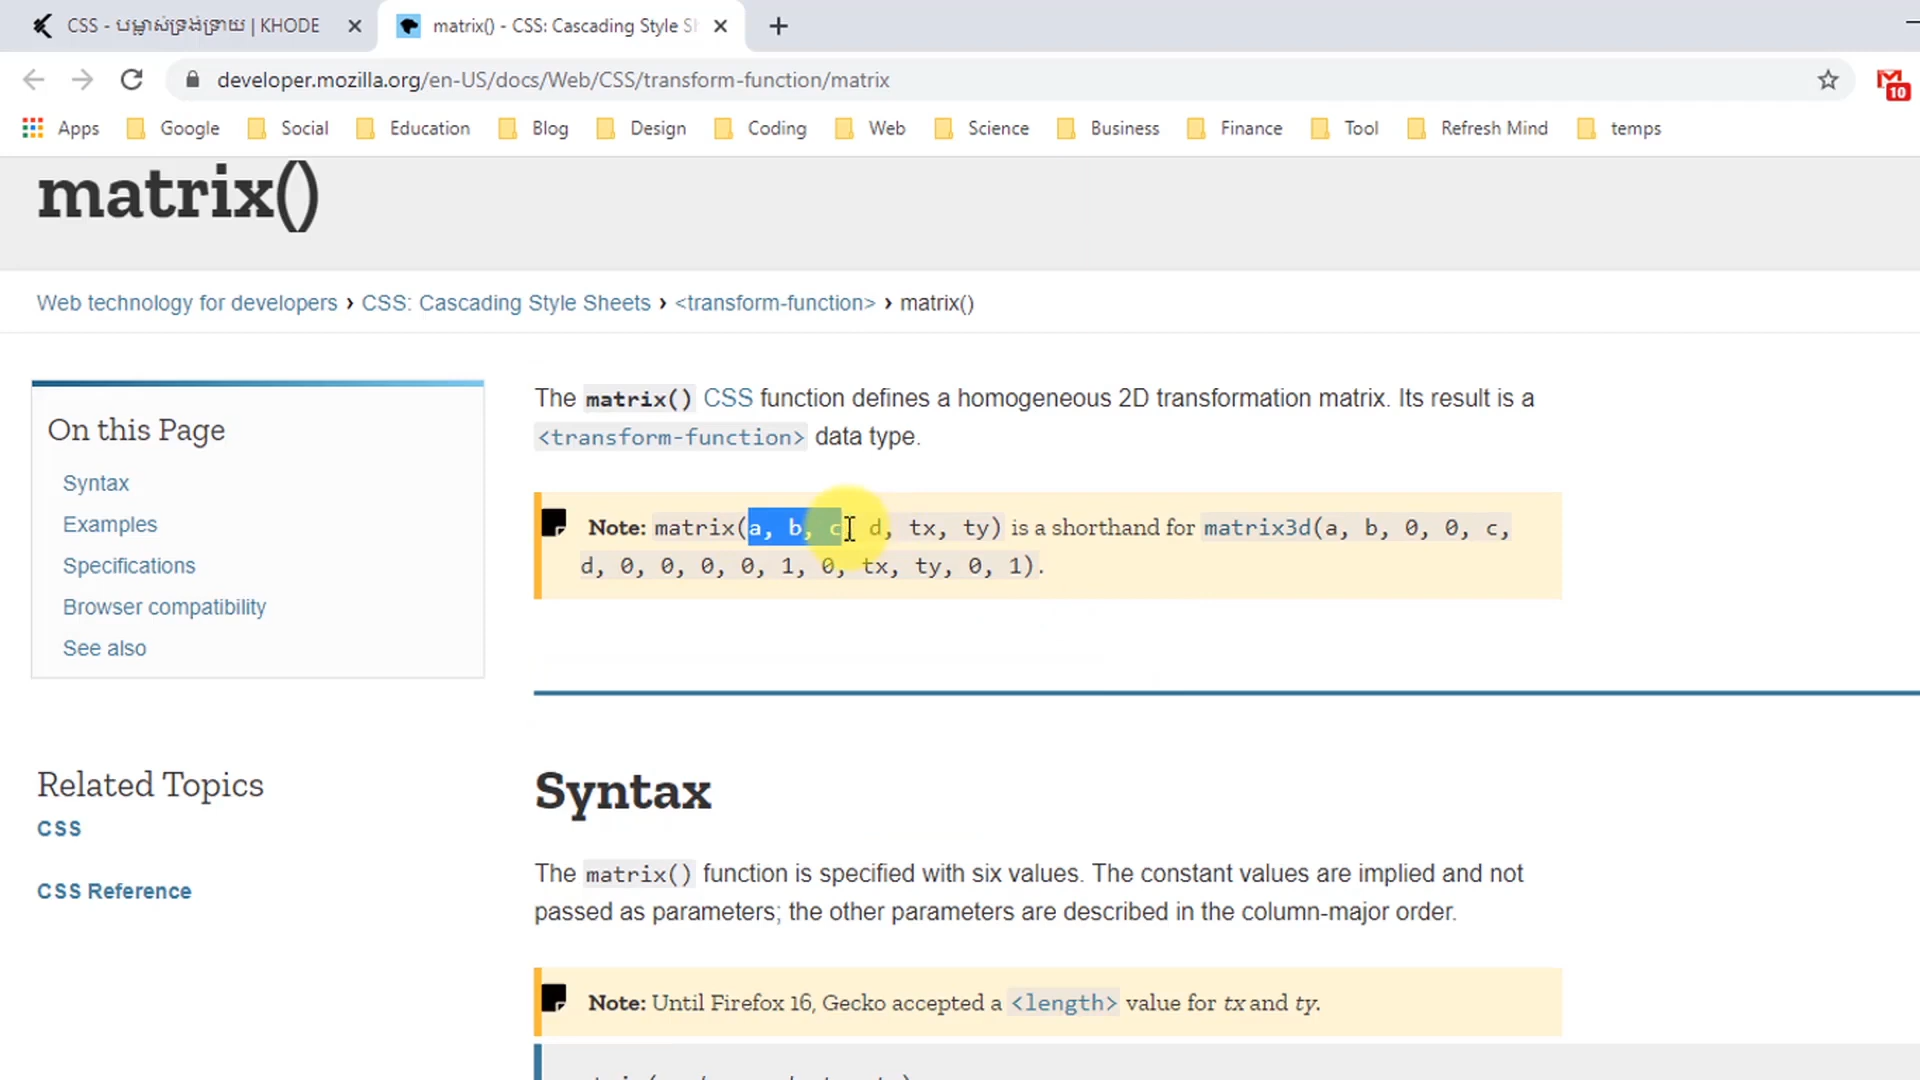 CSS - បម្លាស់ទ្រង់ទ្រាយ | KHODE
matrix() - CSS: Cascading Style Sh
developer.mozilla.org/en-US/docs/Web/CSS/transform-function/matrix
10
Apps Google Social Education Blog Design Coding Web Science Business Finance Tool Refresh Mind temps
matrix()
Web technology for developers › CSS: Cascading Style Sheets › <transform-function> › matrix()
On this Page
Syntax
Examples
Specifications
Browser compatibility
See also
Related Topics
CSS
CSS Reference
The matrix() CSS function defines a homogeneous 2D transformation matrix. Its result is a
<transform-function> data type.
Note: matrix(a, b, c, d, tx, ty) is a shorthand for matrix3d(a, b, 0, 0, c,
d, 0, 0, 0, 0, 1, 0, tx, ty, 0, 1).
Syntax
The matrix() function is specified with six values. The constant values are implied and not
passed as parameters; the other parameters are described in the column-major order.
Note: Until Firefox 16, Gecko accepted a <length> value for tx and ty.